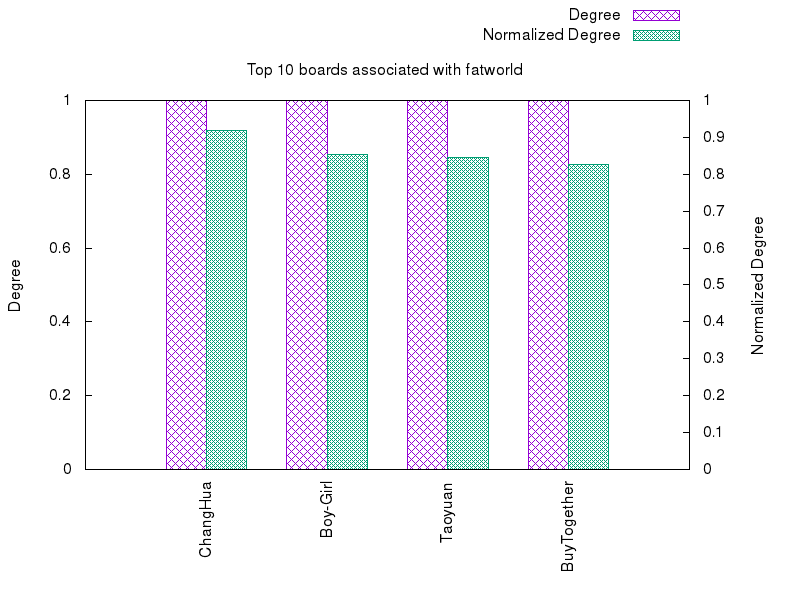 Degree
Normalized Degree
Top 10 boards associated with fatworld
1
0.8
0.6
0.4
0.2
0
Degree
1
0.9
0.8
0.7
0.6
0.5
0.4
0.3
0.2
0.1
0
Normalized Degree
ChangHua
Boy-Girl
Taoyuan
BuyTogether